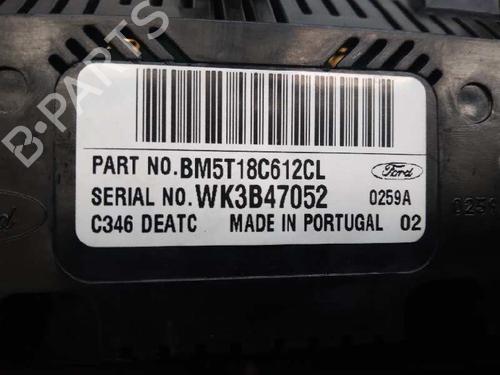 B-PARTS
PART NO.BM5T18C612CL
Ford
SERIAL NO.WK3B47052 0259A
C346 DEATC MADE IN PORTUGAL 02